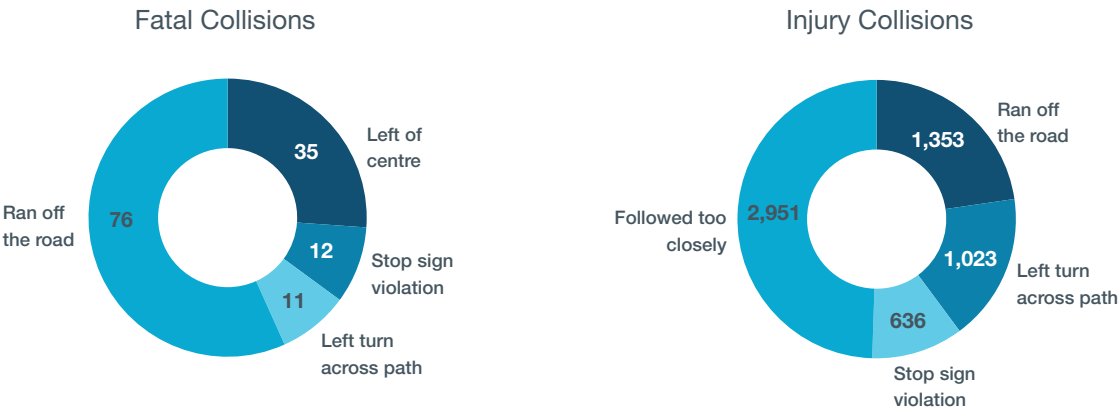 Fatal Collisions
35
Left of
centre
12
Stop sign
violation
11
Left turn
across path
76
Ran off
the road
Injury Collisions
1,353
Ran off
the road
1,023
Left turn
across path
636
Stop sign
violation
2,951
Followed too
closely